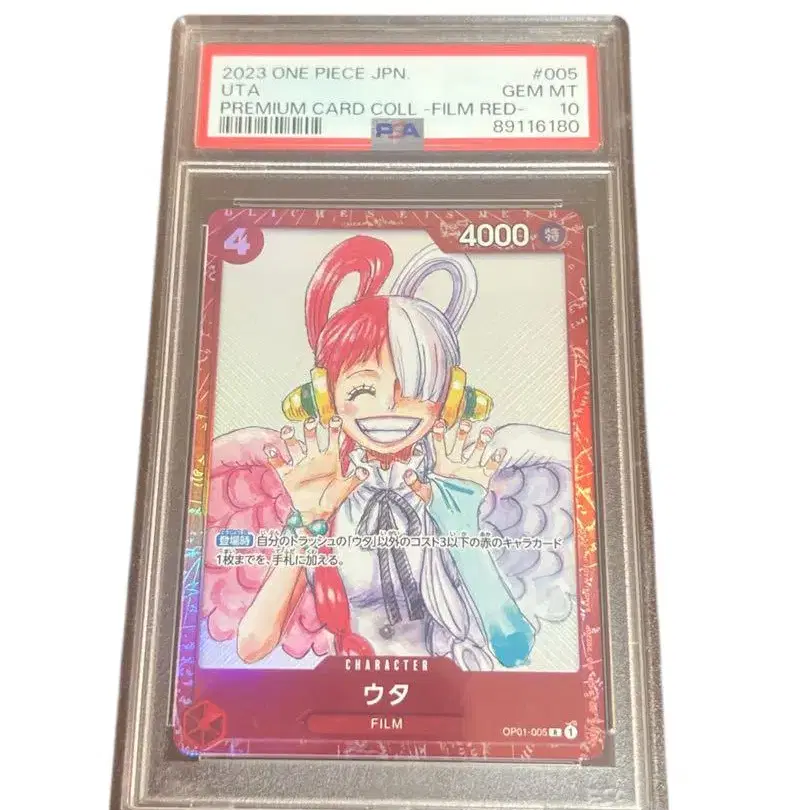 2023 ONE PIECE JPN. #005
UTA GEM MT
PREMIUM CARD COLL -FILM RED- 10
89116180
PSA
4
4000 特
登場時 自分のトラッシュの「ウタ」以外のコスト3以下の赤のキャラカード
1枚までを、手札に加える。
CHARACTER
ウタ
FILM
OP01-005 R 1